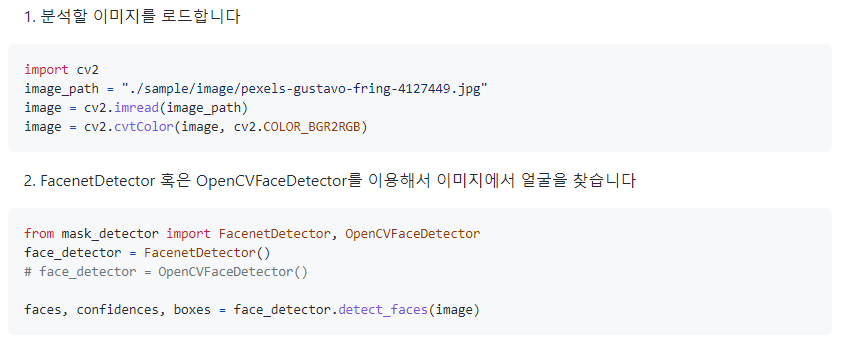 1. 분석할 이미지를 로드합니다
import cv2
image_path = "./sample/image/pexels-gustavo-fring-4127449.jpg"
image = cv2.imread(image_path)
image = cv2.cvtColor(image, cv2.COLOR_BGR2RGB)
2. FacenetDetector 혹은 OpenCVFaceDetector를 이용해서 이미지에서 얼굴을 찾습니다
from mask_detector import FacenetDetector, OpenCVFaceDetector
face_detector = FacenetDetector()
# face_detector = OpenCVFaceDetector()
faces, confidences, boxes = face_detector.detect_faces(image)